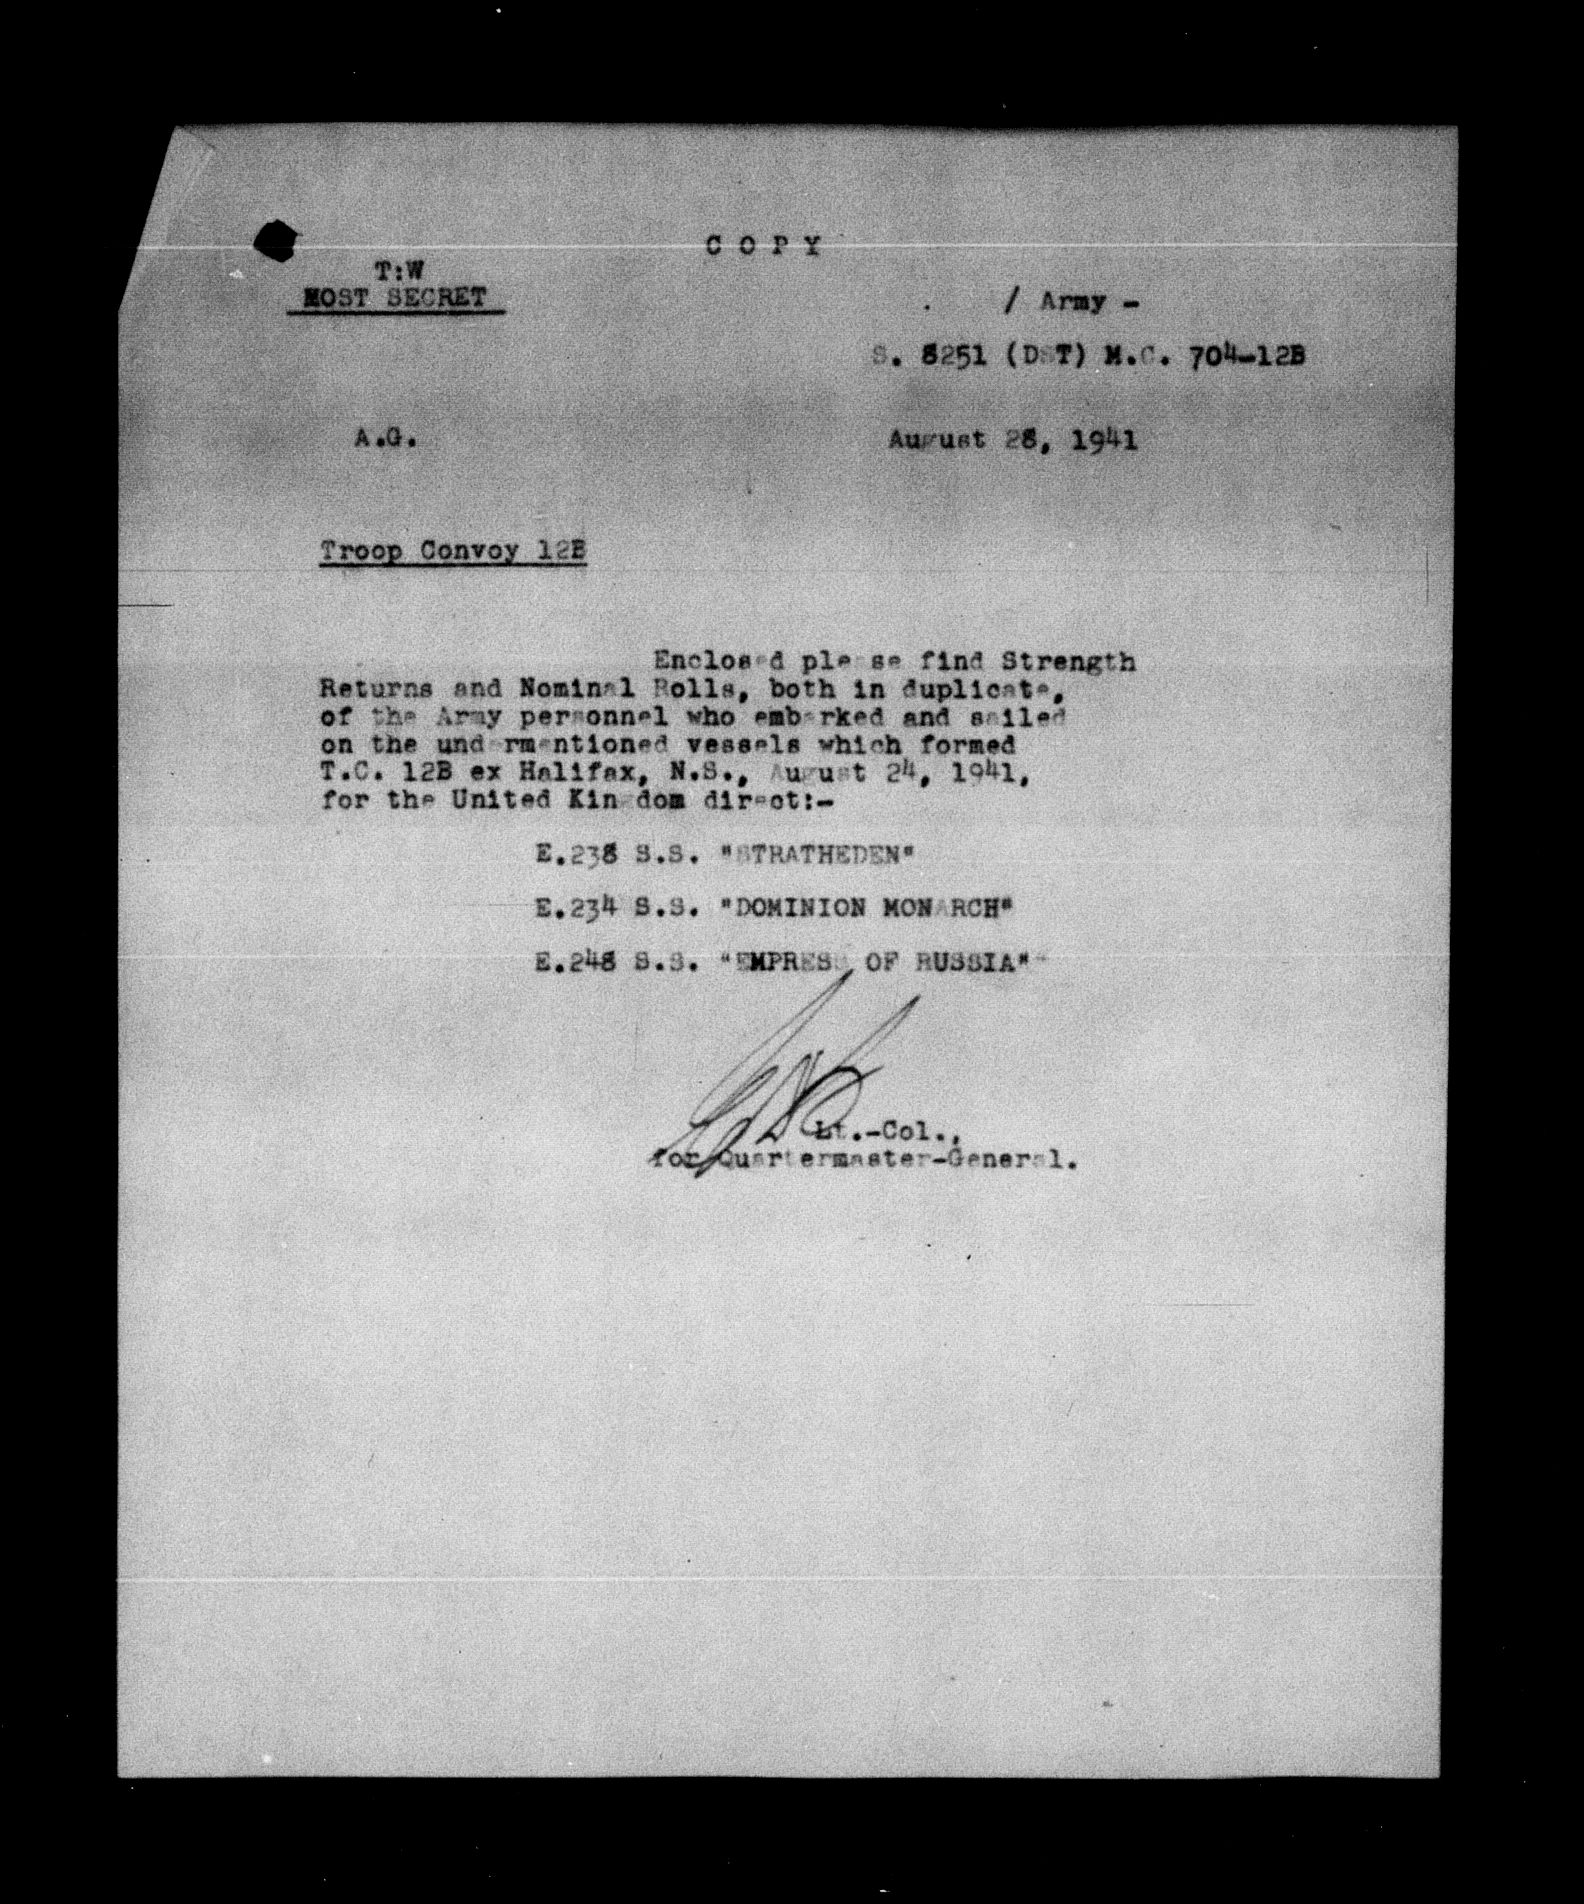 C O P Y
T:W
MOST SECRET
/ Army -
S. 8251 (DST) M.C. 704-12B
A.G.
August 28, 1941
Troop Convoy 12B
Enclosed please find Strength
Returns and Nominal Rolls, both in duplicate,
of the Army personnel who embarked and sailed
on the undermentioned vessels which formed
T.C. 12B ex Halifax, N.S., August 24, 1941,
for the United Kingdom direct:-
E.238 S.S. "STRATHEDEN"
E.234 S.S. "DOMINION MONARCH"
E.248 S.S. "EMPRESS OF RUSSIA"
Lt.-Col.,
for Quartermaster-General.